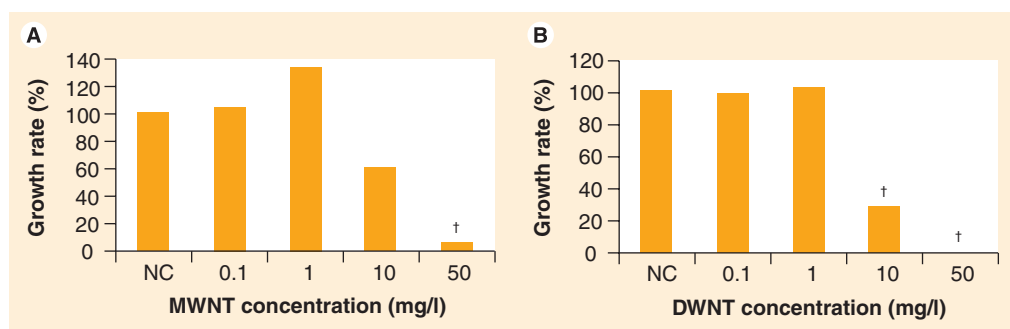 A
Growth rate (%)
140
120
100
80
60
40
20
0
†
NC 0.1 1 10 50
MWNT concentration (mg/l)
B
Growth rate (%)
120
100
80
60
40
20
0
†
†
NC 0.1 1 10 50
DWNT concentration (mg/l)